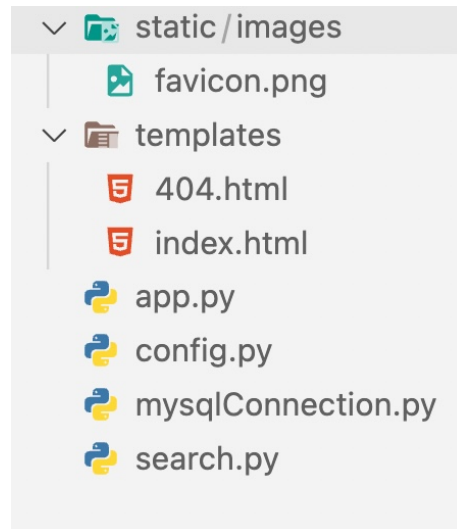 static/images
favicon.png
templates
404.html
index.html
app.py
config.py
mysqlConnection.py
search.py